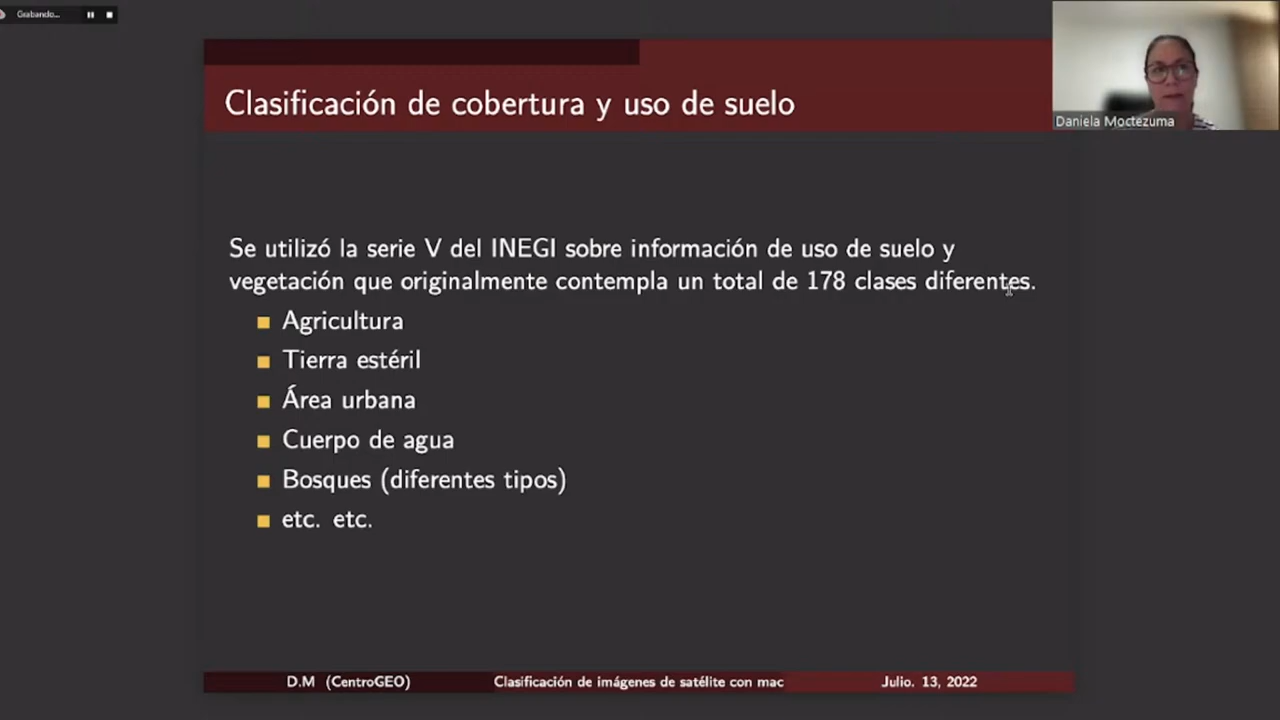 Grabando...
Daniela Moctezuma
Clasificación de cobertura y uso de suelo
Se utilizó la serie V del INEGI sobre información de uso de suelo y
vegetación que originalmente contempla un total de 178 clases diferentes.
Agricultura
Tierra estéril
Área urbana
Cuerpo de agua
Bosques (diferentes tipos)
etc. etc.
D.M (CentroGEO) Clasificación de imágenes de satélite con mac Julio. 13, 2022